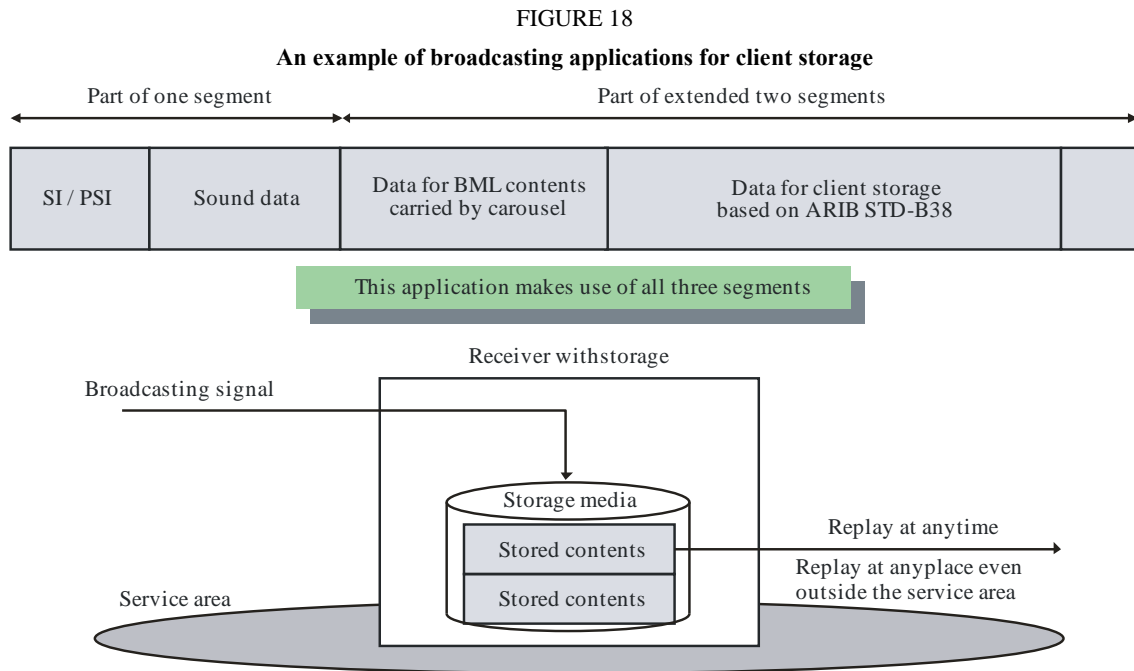 FIGURE 18
An example of broadcasting applications for client storage
Part of one segment
Part of extended two segments
SI / PSI
Sound data
Data for BML contents
carried by carousel
Data for client storage
based on ARIB STD-B38
This application makes use of all three segments
Receiver withstorage
Broadcasting signal
Storage media
Stored contents
Stored contents
Replay at anytime
Replay at anyplace even
outside the service area
Service area